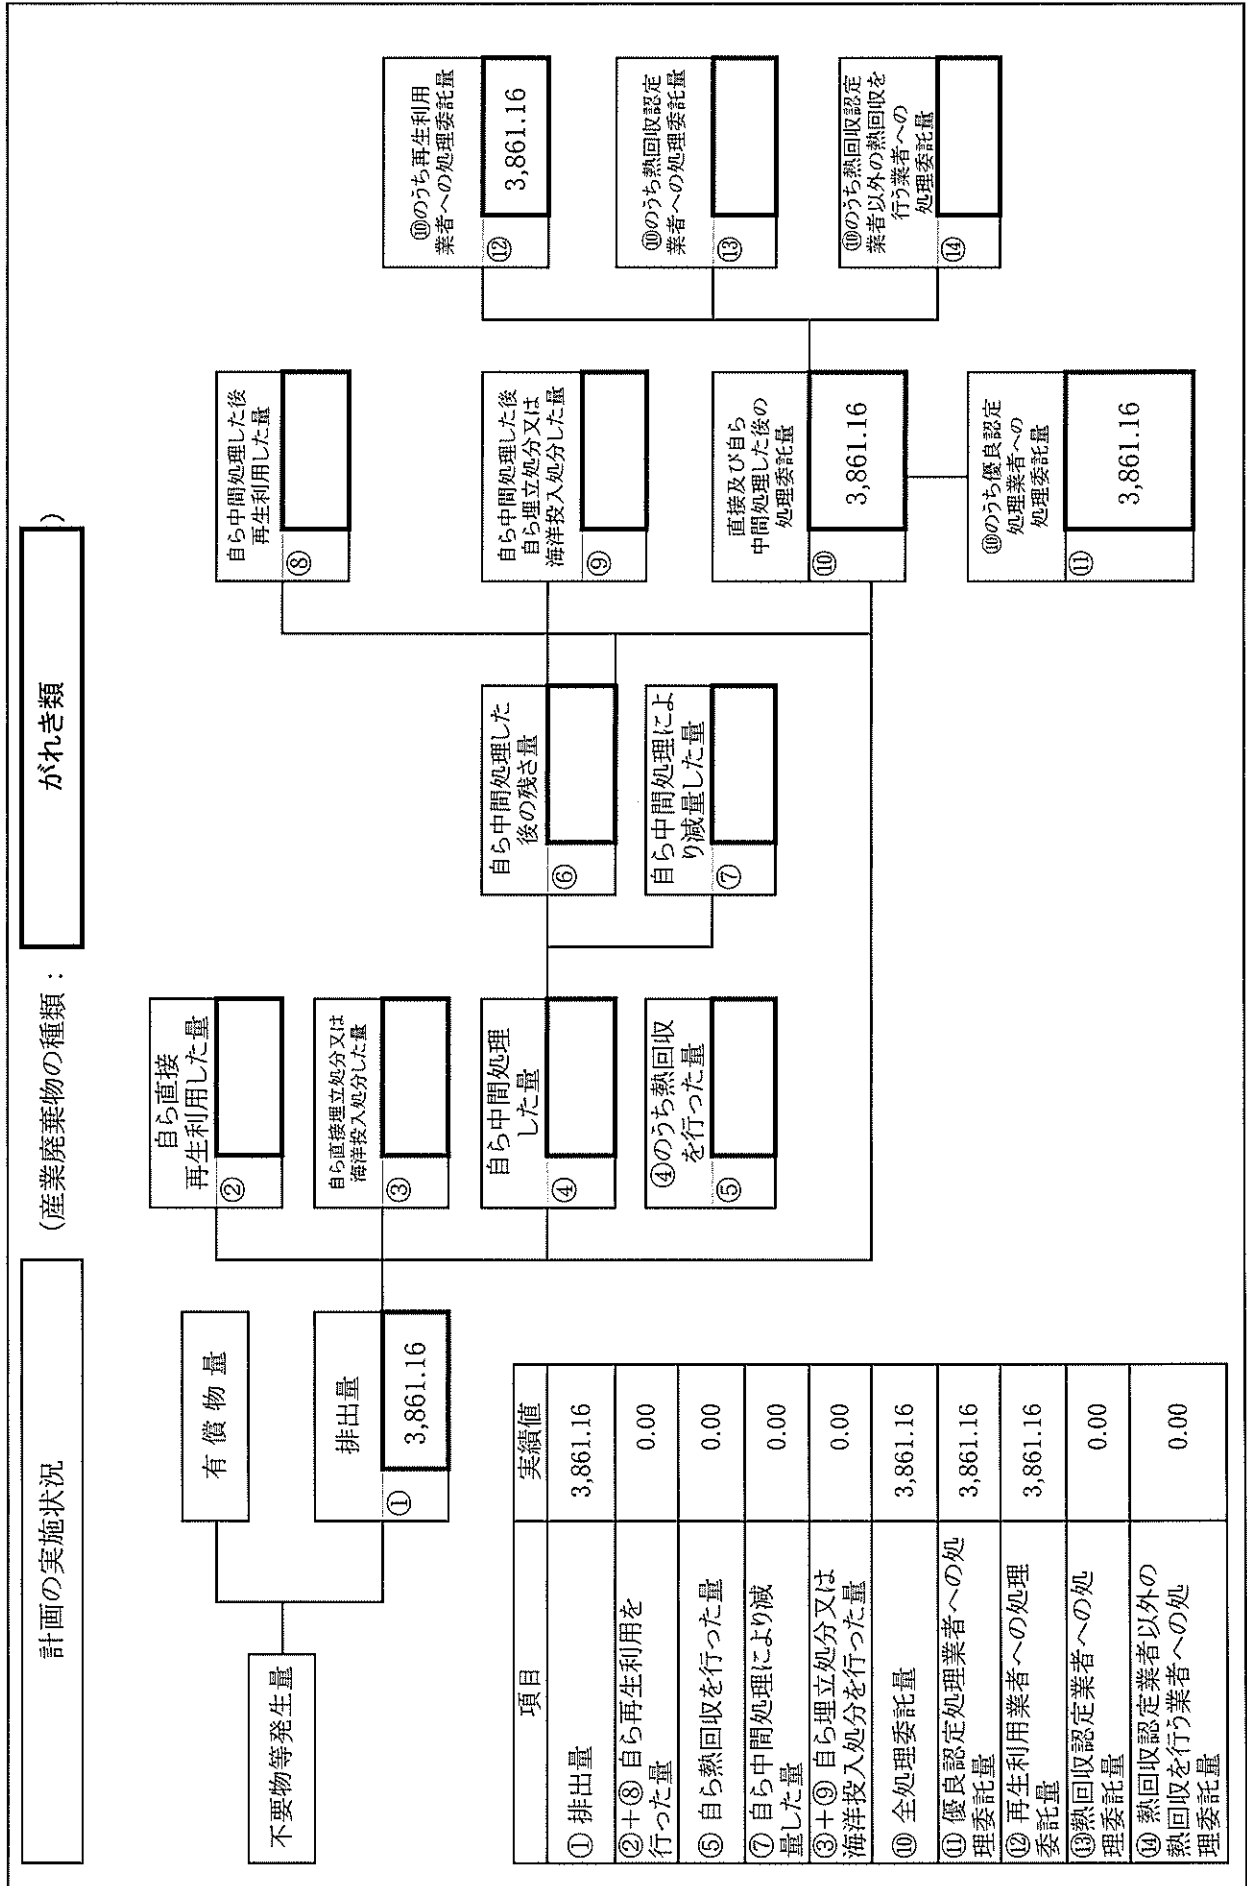 計画の実施状況
（産業廃棄物の種類：
がれき類
）
不要物等発生量
有 償 物 量
排出量
①
3,861.16
自ら直接
再生利用した量
②
自ら直接埋立処分又は
海洋投入処分した量
③
自ら中間処理
した量
④
④のうち熱回収
を行った量
⑤
自ら中間処理した
後の残さ量
⑥
自ら中間処理によ
り減量した量
⑦
自ら中間処理した後
再生利用した量
⑧
自ら中間処理した後
自ら埋立処分又は
海洋投入処分した量
⑨
直接及び自ら
中間処理した後の
処理委託量
⑩
3,861.16
⑩のうち優良認定
処理業者への
処理委託量
⑪
3,861.16
⑩のうち再生利用
業者への処理委託量
⑫
3,861.16
⑩のうち熱回収認定
業者への処理委託量
⑬
⑩のうち熱回収認定
業者以外の熱回収を
行う業者への
処理委託量
⑭
項目
実績値
① 排出量
3,861.16
②＋⑧ 自ら再生利用を
行った量
0.00
⑤ 自ら熱回収を行った量
0.00
⑦ 自ら中間処理により減
量した量
0.00
③＋⑨ 自ら埋立処分又は
海洋投入処分を行った量
0.00
⑩ 全処理委託量
3,861.16
⑪ 優良認定処理業者への処
理委託量
3,861.16
⑫ 再生利用業者への処理
委託量
3,861.16
⑬熱回収認定業者への処
理委託量
0.00
⑭ 熱回収認定業者以外の
熱回収を行う業者への処
理委託量
0.00